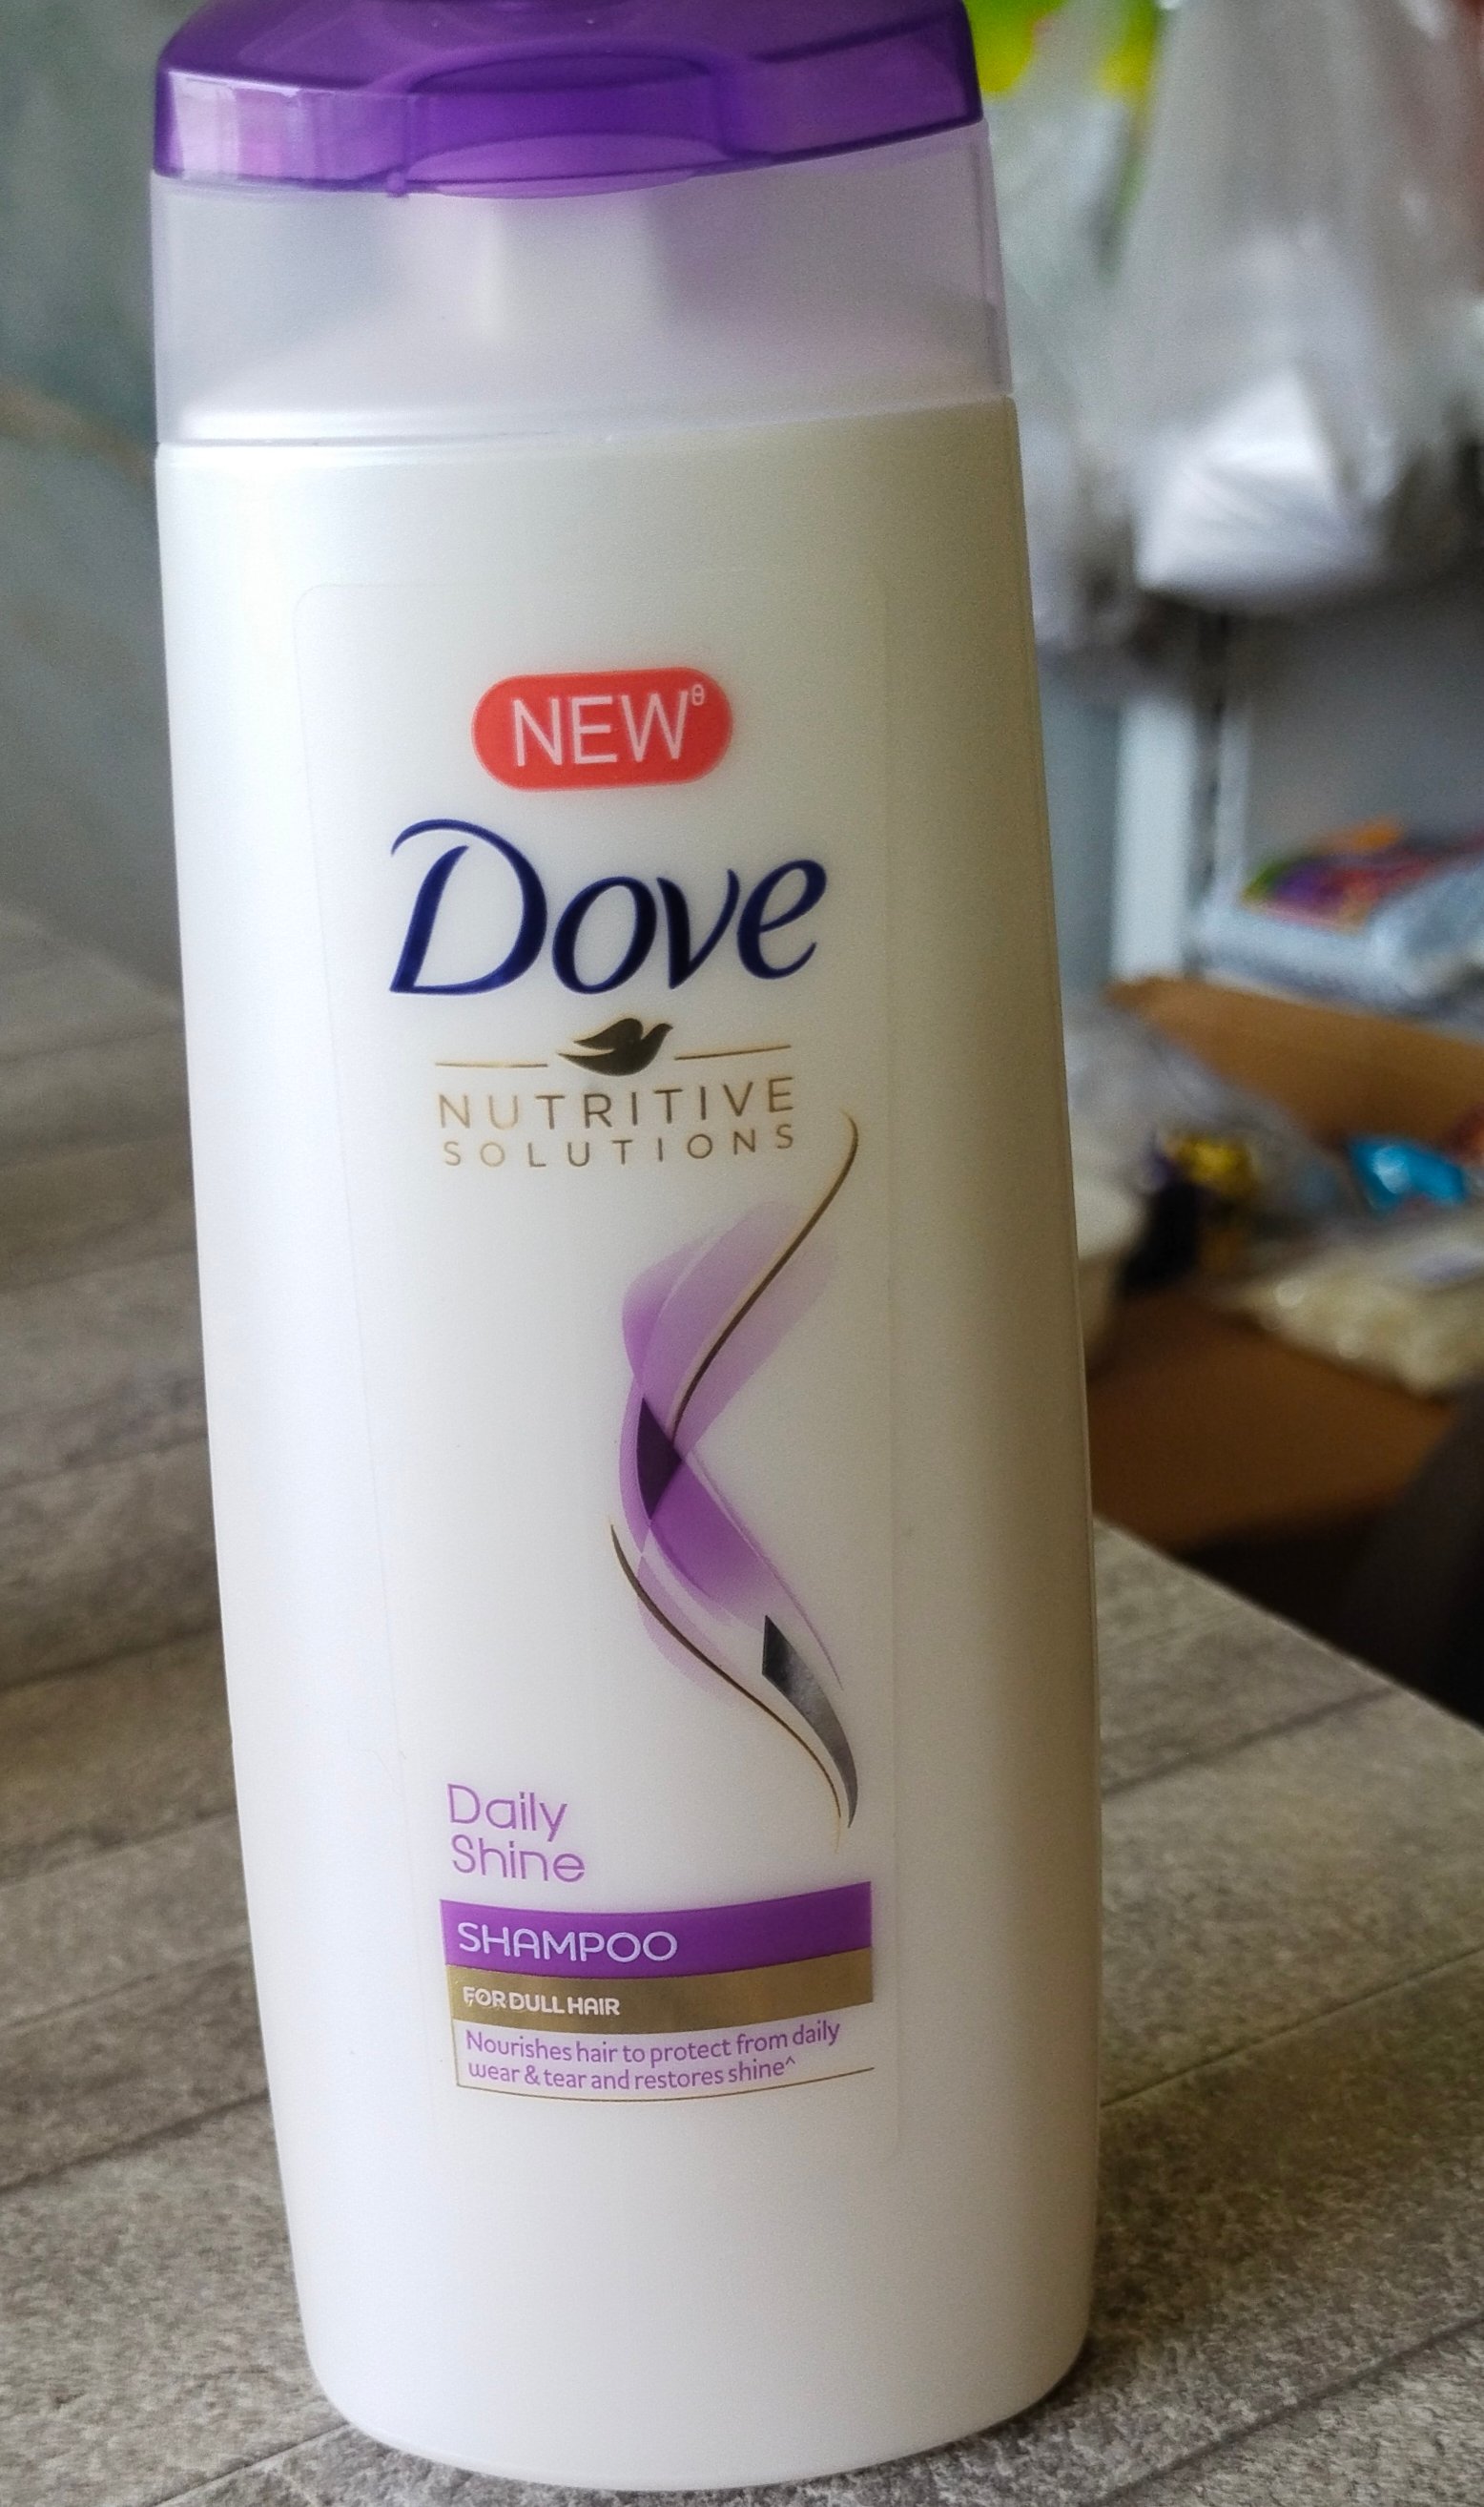 NEWθ
Dove
NUTRITIVE
SOLUTIONS
Daily
Shine
SHAMPOO
FOR DULL HAIR
Nourishes hair to protect from daily
wear & tear and restores shine^